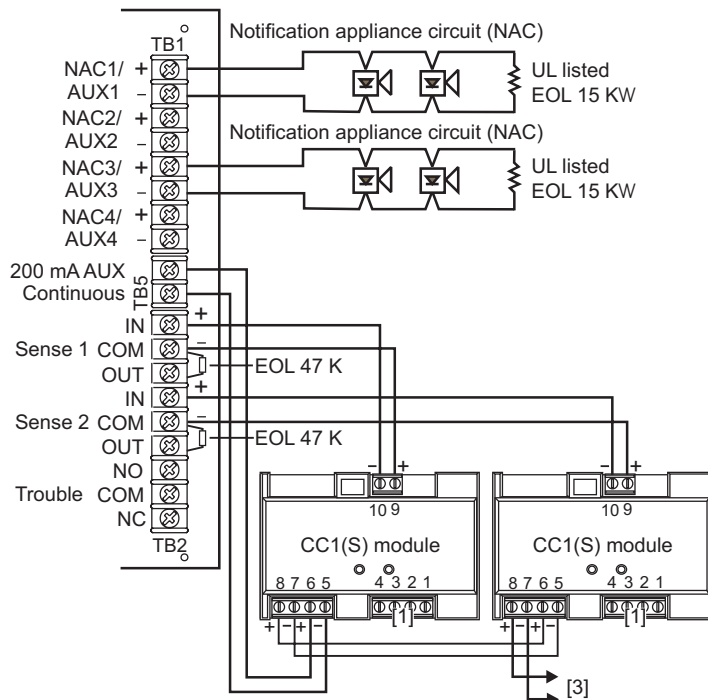 TB1
Notification appliance circuit (NAC)
NAC1/ +
AUX1 –
UL listed
EOL 15 KW
NAC2/ +
AUX2 –
Notification appliance circuit (NAC)
NAC3/ +
AUX3 –
UL listed
EOL 15 KW
NAC4/ +
AUX4 –
200 mA AUX
Continuous
TB5
+
IN
–
Sense 1 COM
EOL 47 K
OUT
+
IN
–
Sense 2 COM
EOL 47 K
OUT
NO
Trouble COM
NC
TB2
– +
10 9
CC1(S) module
8 7 6 5 4 3 2 1
[1]
+ – + –
– +
10 9
CC1(S) module
8 7 6 5 4 3 2 1
[1]
+ – + –
[3]